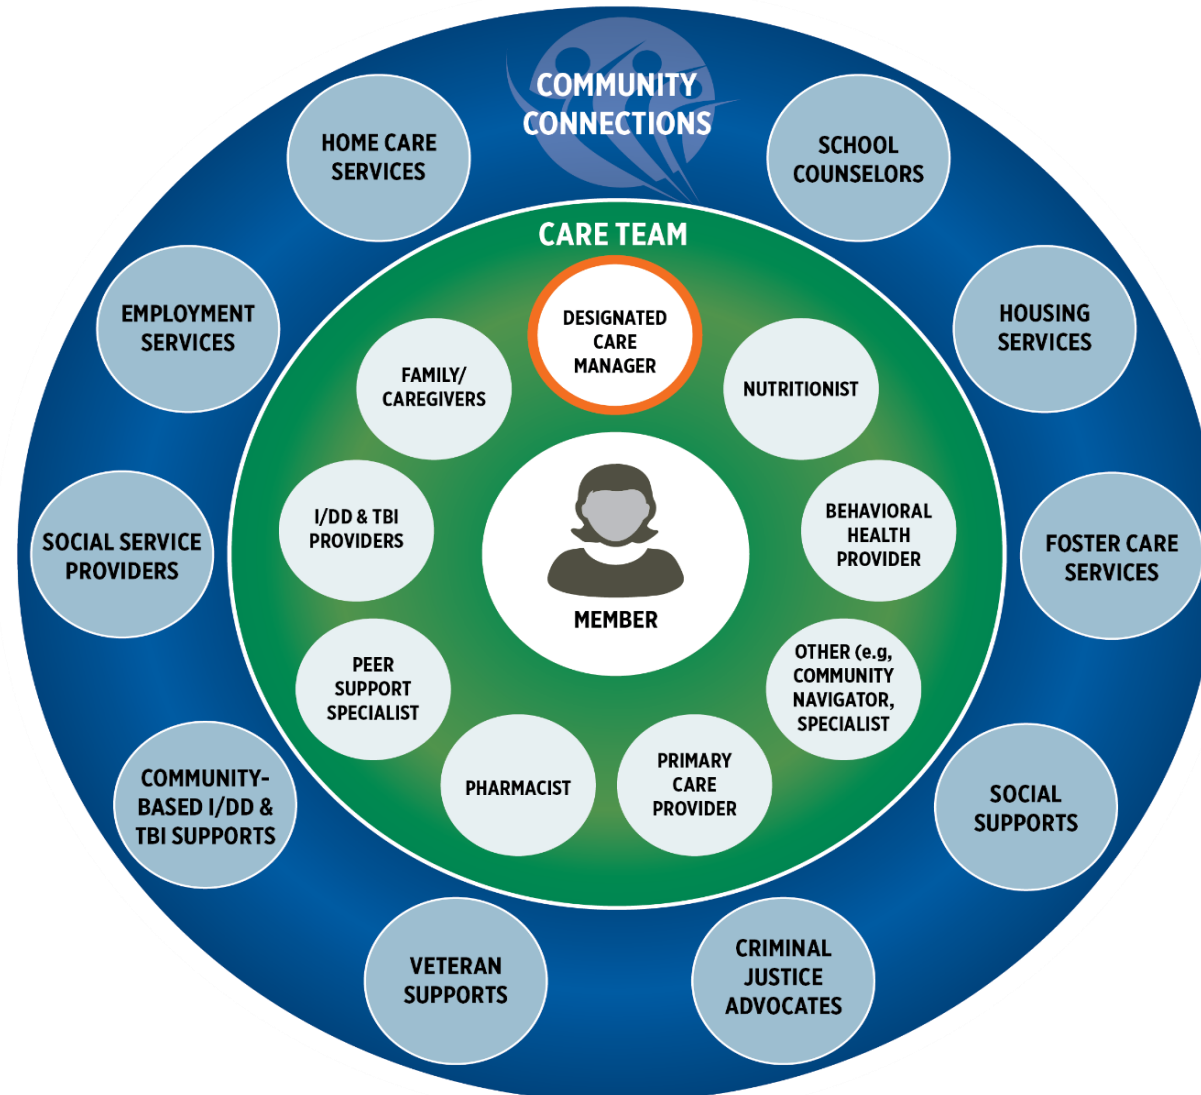 COMMUNITY
CONNECTIONS
HOME CARE
SERVICES
SCHOOL
COUNSELORS
EMPLOYMENT
SERVICES
HOUSING
SERVICES
SOCIAL SERVICE
PROVIDERS
FOSTER CARE
SERVICES
COMMUNITY-
BASED I/DD &
TBI SUPPORTS
SOCIAL
SUPPORTS
VETERAN
SUPPORTS
CRIMINAL
JUSTICE
ADVOCATES
CARE TEAM
DESIGNATED
CARE
MANAGER
FAMILY/
CAREGIVERS
NUTRITIONIST
I/DD & TBI
PROVIDERS
BEHAVIORAL
HEALTH
PROVIDER
PEER
SUPPORT
SPECIALIST
OTHER (e.g,
COMMUNITY
NAVIGATOR,
SPECIALIST
PHARMACIST
PRIMARY
CARE
PROVIDER
MEMBER